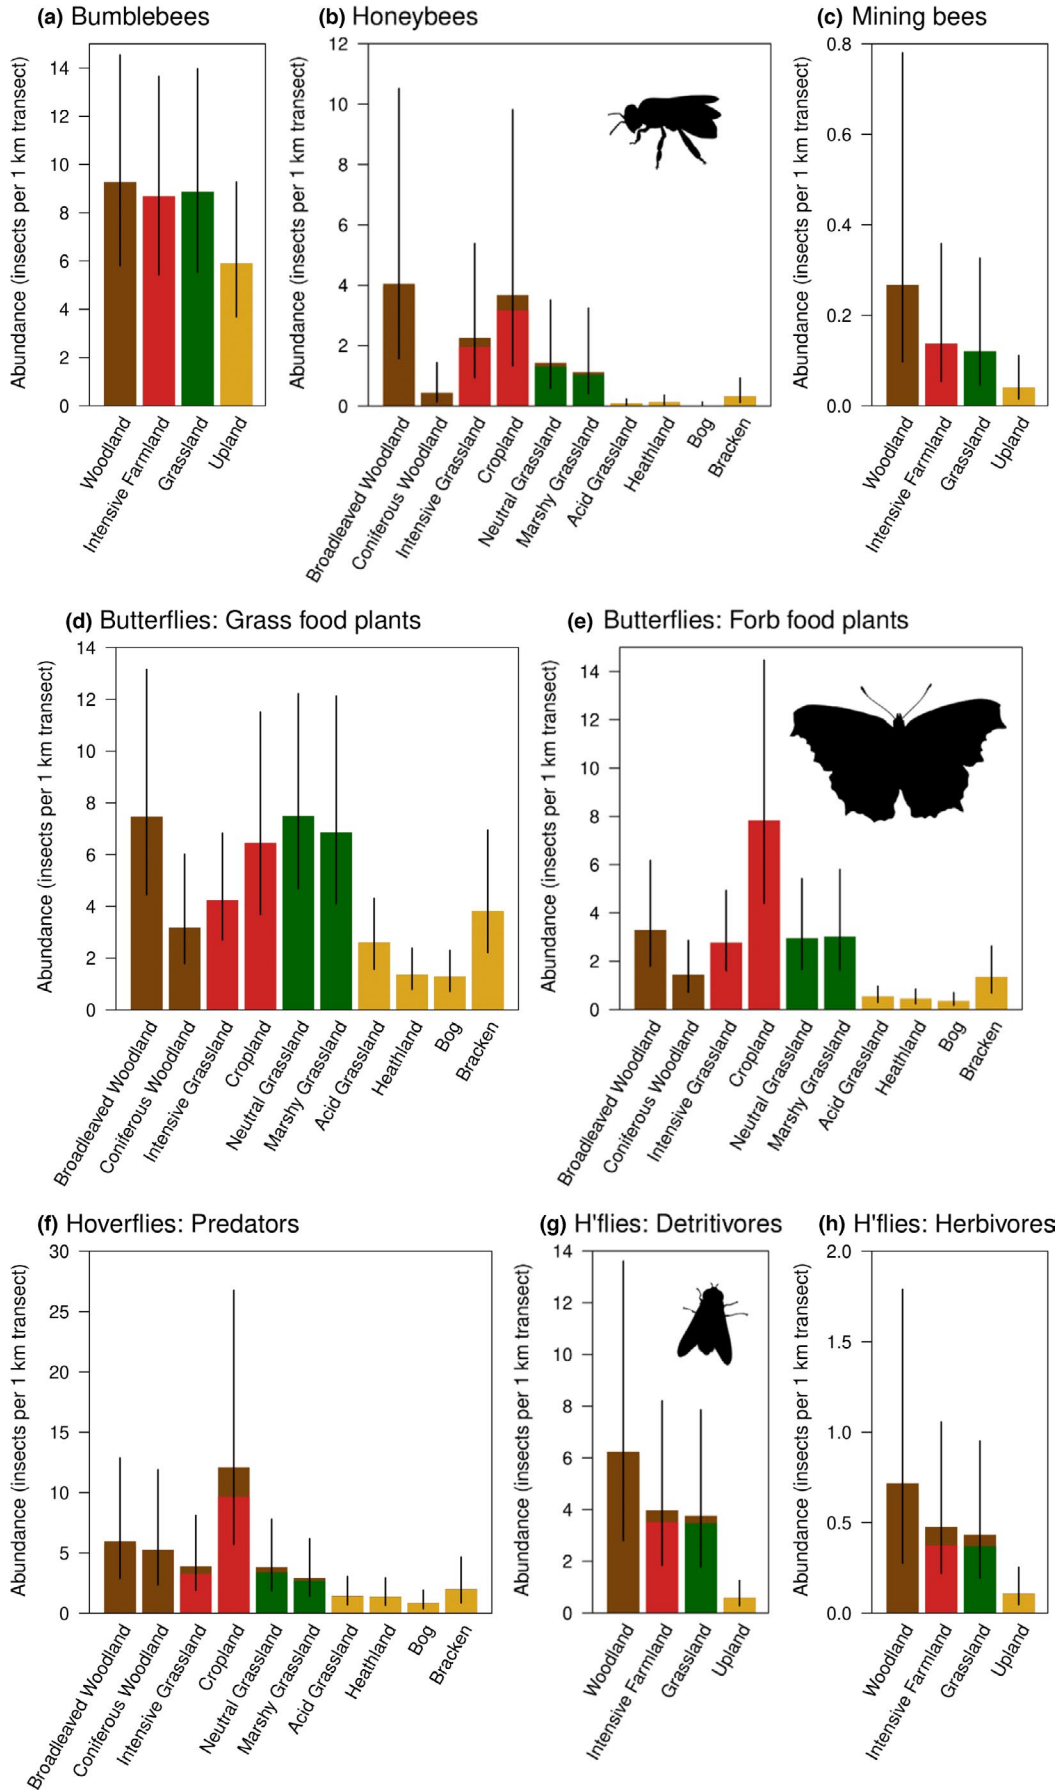 (a) Bumblebees
(b) Honeybees
(c) Mining bees
Abundance (insects per 1 km transect)
14
12
10
8
6
4
2
0
Woodland
Intensive Farmland
Grassland
Upland
Abundance (insects per 1 km transect)
12
10
8
6
4
2
0
Broadleaved Woodland
Coniferous Woodland
Intensive Grassland
Cropland
Neutral Grassland
Marshy Grassland
Acid Grassland
Heathland
Bog
Bracken
Abundance (insects per 1 km transect)
0.8
0.6
0.4
0.2
0.0
Woodland
Intensive Farmland
Grassland
Upland
(d) Butterflies: Grass food plants
(e) Butterflies: Forb food plants
Abundance (insects per 1 km transect)
14
12
10
8
6
4
2
0
Broadleaved Woodland
Coniferous Woodland
Intensive Grassland
Cropland
Neutral Grassland
Marshy Grassland
Acid Grassland
Heathland
Bog
Bracken
Abundance (insects per 1 km transect)
14
12
10
8
6
4
2
0
Broadleaved Woodland
Coniferous Woodland
Intensive Grassland
Cropland
Neutral Grassland
Marshy Grassland
Acid Grassland
Heathland
Bog
Bracken
(f) Hoverflies: Predators
(g) H'flies: Detritivores
(h) H'flies: Herbivores
Abundance (insects per 1 km transect)
30
25
20
15
10
5
0
Broadleaved Woodland
Coniferous Woodland
Intensive Grassland
Cropland
Neutral Grassland
Marshy Grassland
Acid Grassland
Heathland
Bog
Bracken
Abundance (insects per 1 km transect)
14
12
10
8
6
4
2
0
Woodland
Intensive Farmland
Grassland
Upland
Abundance (insects per 1 km transect)
2.0
1.5
1.0
0.5
0.0
Woodland
Intensive Farmland
Grassland
Upland